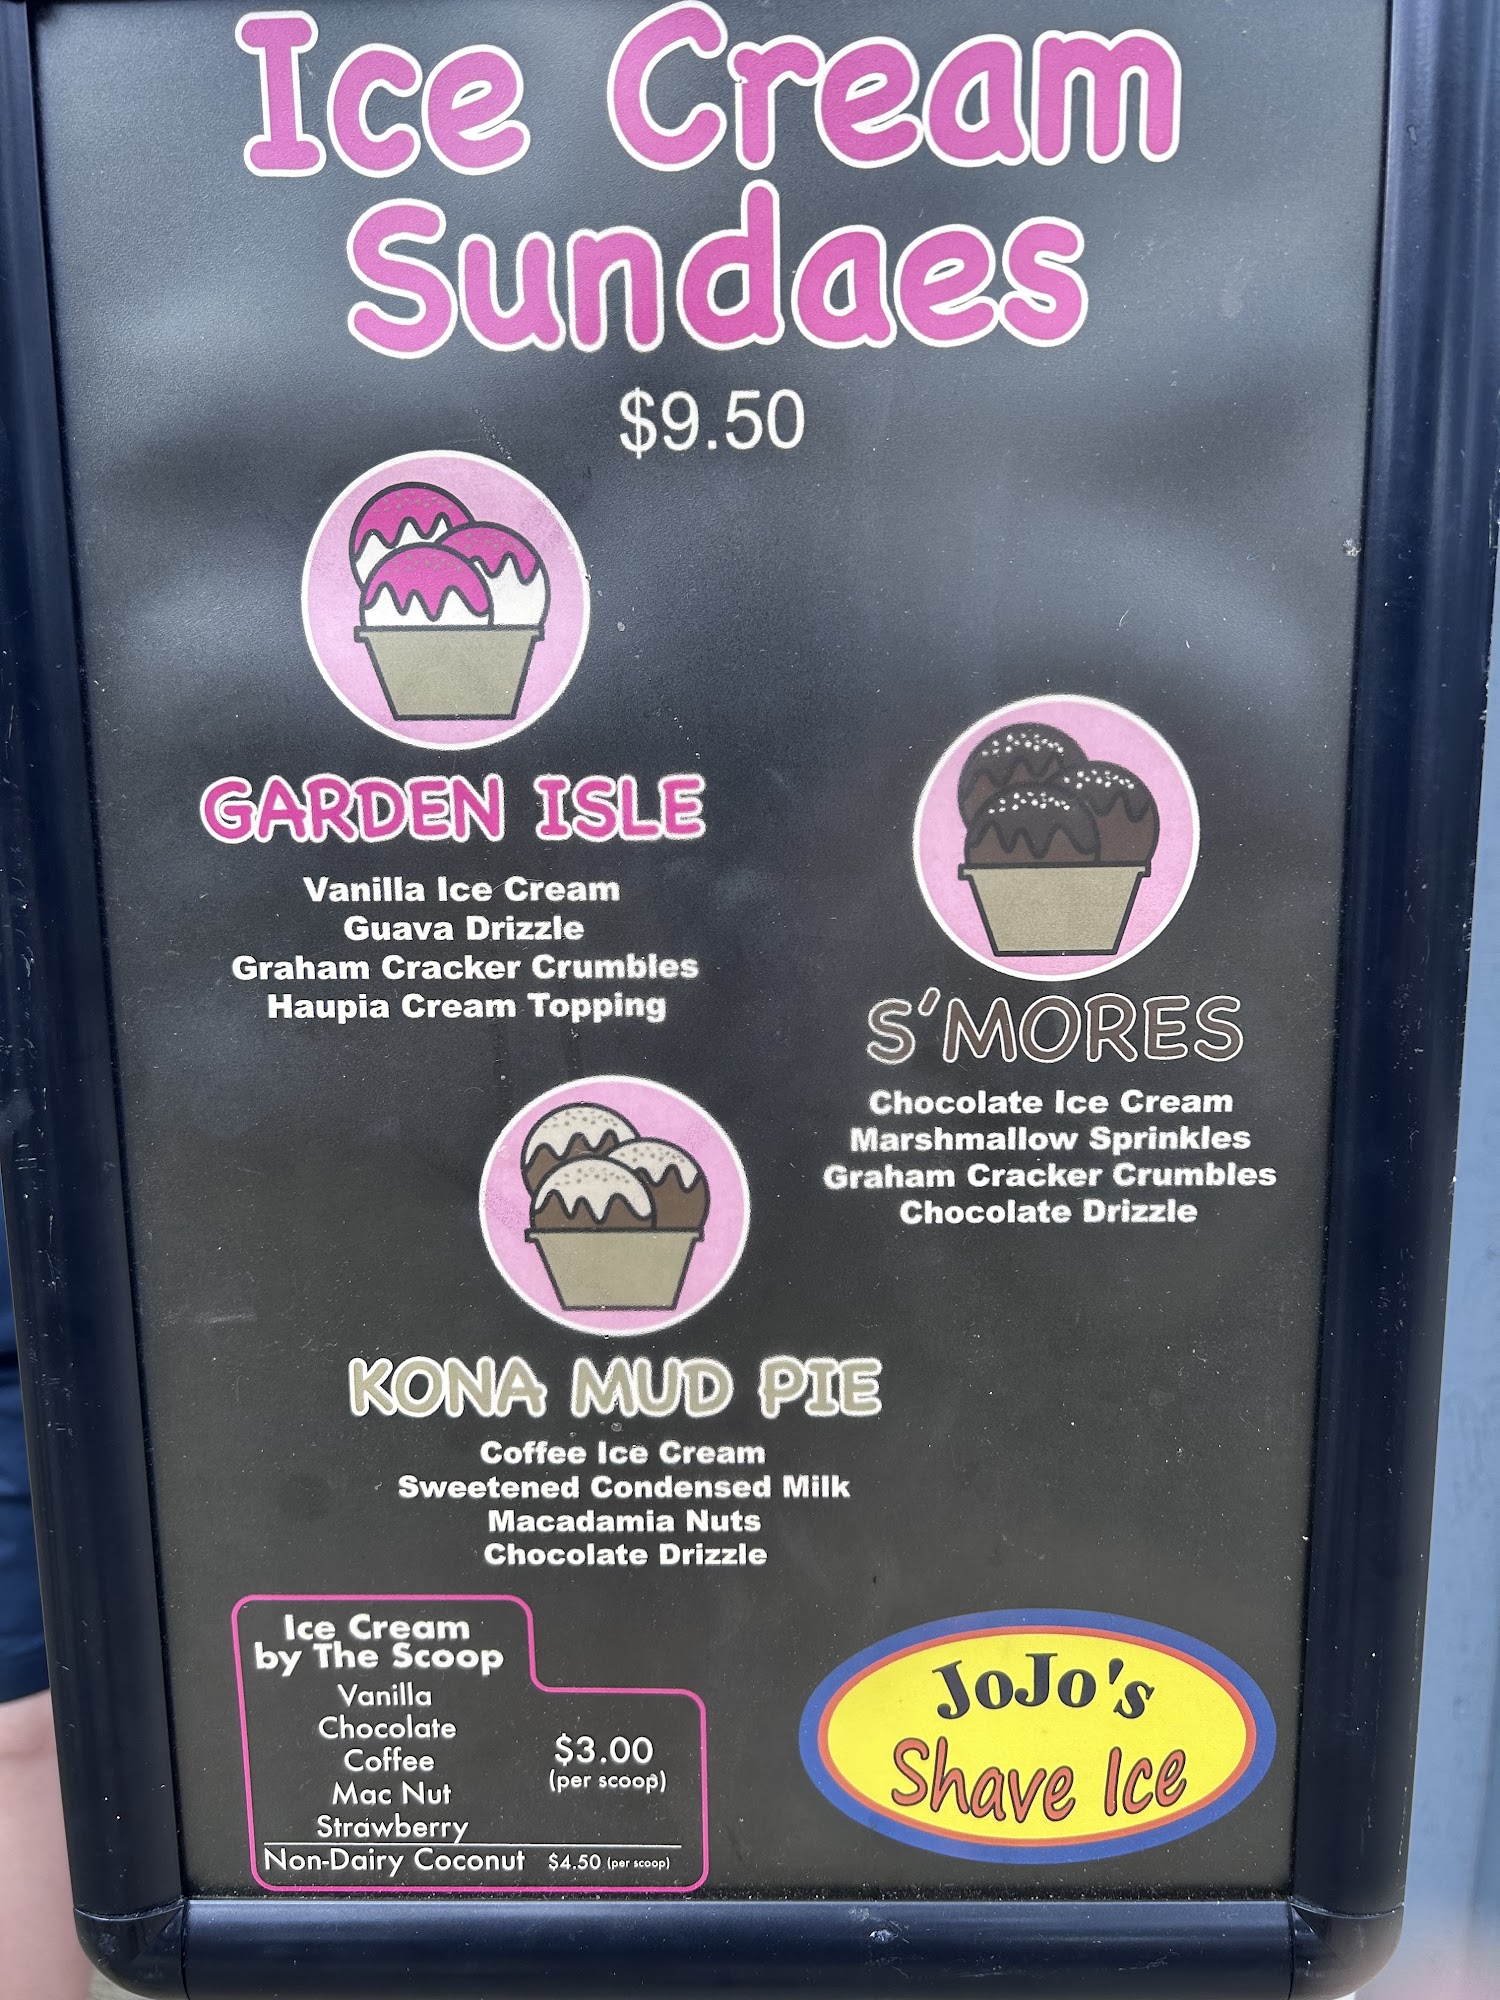 Ice Cream
Sundaes
$9.50
GARDEN ISLE
Vanilla Ice Cream
Guava Drizzle
Graham Cracker Crumbles
Haupia Cream Topping
S'MORES
Chocolate Ice Cream
Marshmallow Sprinkles
Graham Cracker Crumbles
Chocolate Drizzle
KONA MUD PIE
Coffee Ice Cream
Sweetened Condensed Milk
Macadamia Nuts
Chocolate Drizzle
Ice Cream
by The Scoop
Vanilla
Chocolate
Coffee
Mac Nut
Strawberry
$3.00
(per scoop)
Non-Dairy Coconut $4.50 (per scoop)
JoJo's
Shave Ice